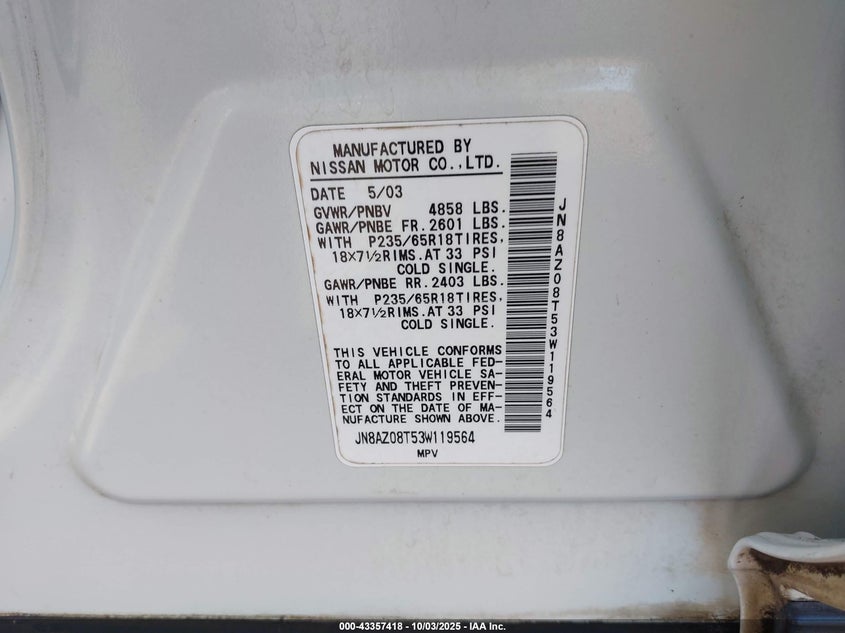 MANUFACTURED BY
NISSAN MOTOR CO.,LTD.
DATE 5/03
GVWR/PNBV 4858 LBS.
GAWR/PNBE FR.2601 LBS.
WITH P235/65R18TIRES,
18×7½RIMS.AT 33 PSI
COLD SINGLE.
GAWR/PNBE RR.2403 LBS.
WITH P235/65R18TIRES,
18×7½RIMS.AT 33 PSI
COLD SINGLE.
THIS VEHICLE CONFORMS
TO ALL APPLICABLE FED-
ERAL MOTOR VEHICLE SA-
FETY AND THEFT PREVEN-
TION STANDARDS IN EFF-
ECT ON THE DATE OF MA-
NUFACTURE SHOWN ABOVE.
JN8AZ08T53W119564
MPV
JN8AZ08T53W119564
000-43357418 - 10/03/2025 - IAA Inc.